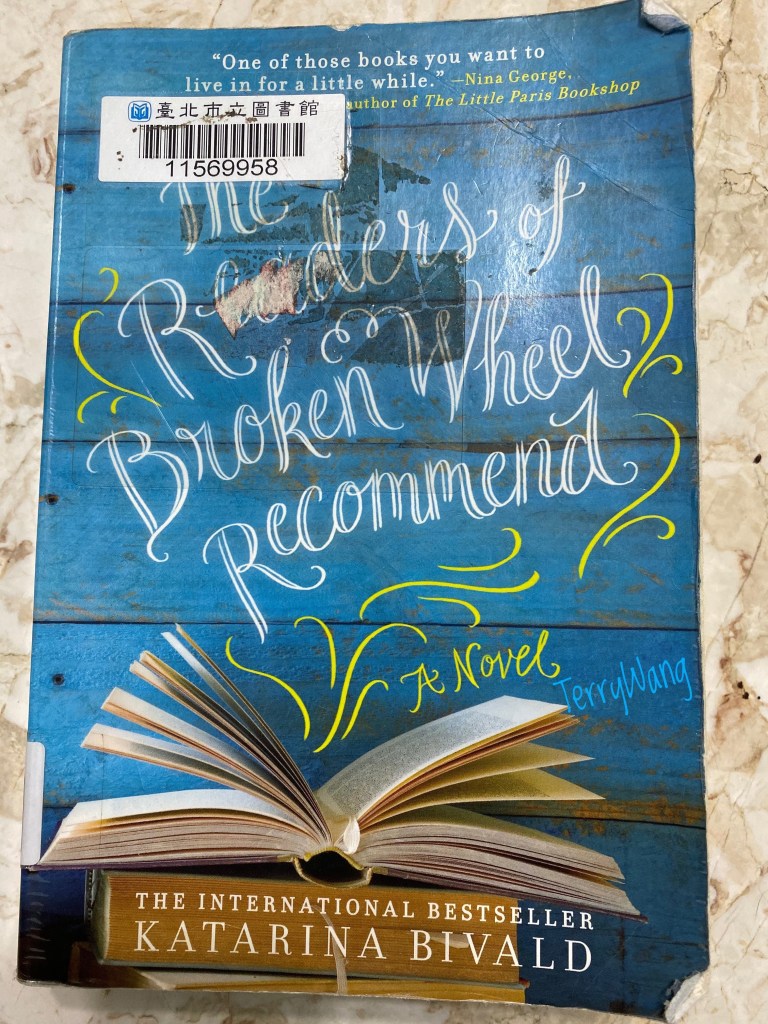 “One of those books you want to
live in for a little while.” —Nina George,
author of The Little Paris Bookshop
臺北市立圖書館
11569958
The
Readers of
Broken Wheel
Recommend
A Novel
TerryWang
THE INTERNATIONAL BESTSELLER
KATARINA BIVALD